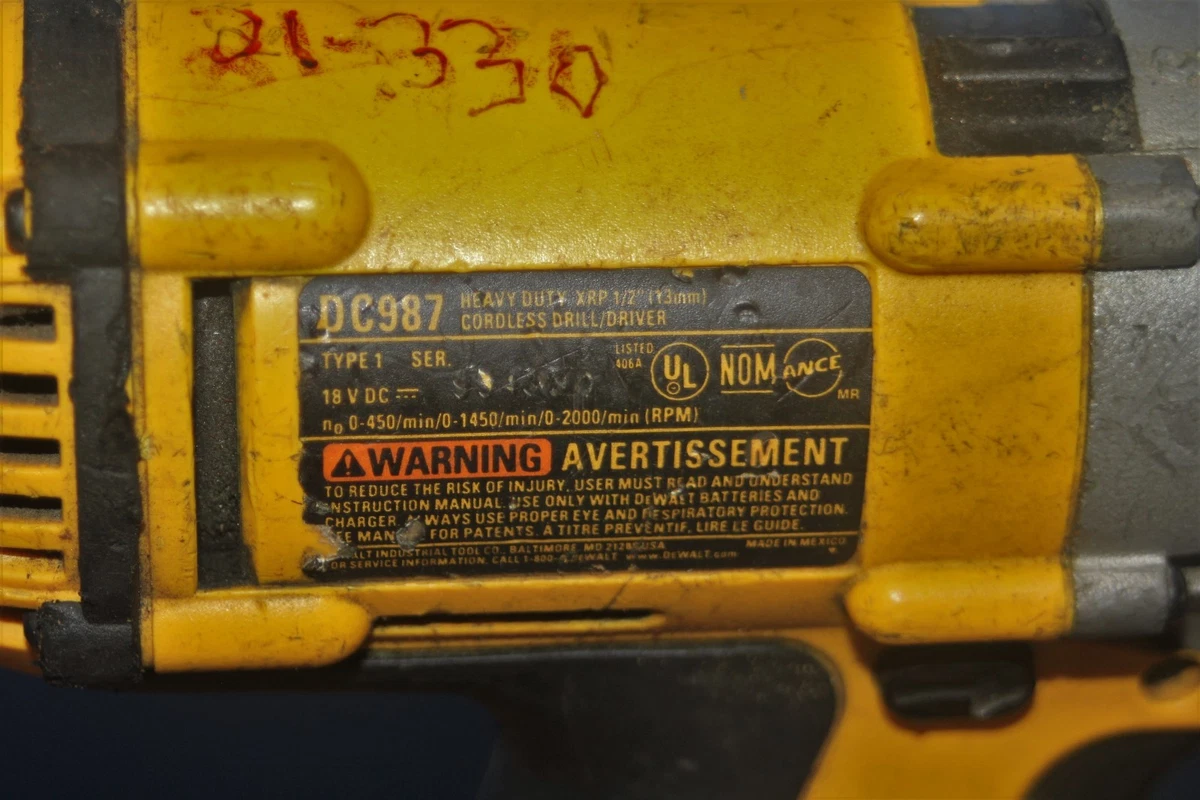 21-330
DC987 HEAVY DUTY XRP 1/2" (13mm)
CORDLESS DRILL/DRIVER
TYPE 1 SER.
LISTED
406A
UL
NOM
ANCE
MR
18 V DC
n0 0-450/min/0-1450/min/0-2000/min (RPM)
WARNING AVERTISSEMENT
TO REDUCE THE RISK OF INJURY, USER MUST READ AND UNDERSTAND
INSTRUCTION MANUAL. USE ONLY WITH DeWALT BATTERIES AND
CHARGER. ALWAYS USE PROPER EYE AND RESPIRATORY PROTECTION.
FOR PATENTS. À TITRE PRÉVENTIF, LIRE LE GUIDE.
INDUSTRIAL TOOL CO., BALTIMORE, MD USA MADE IN MEXICO
FOR SERVICE INFORMATION, CALL www.DEWALT.com